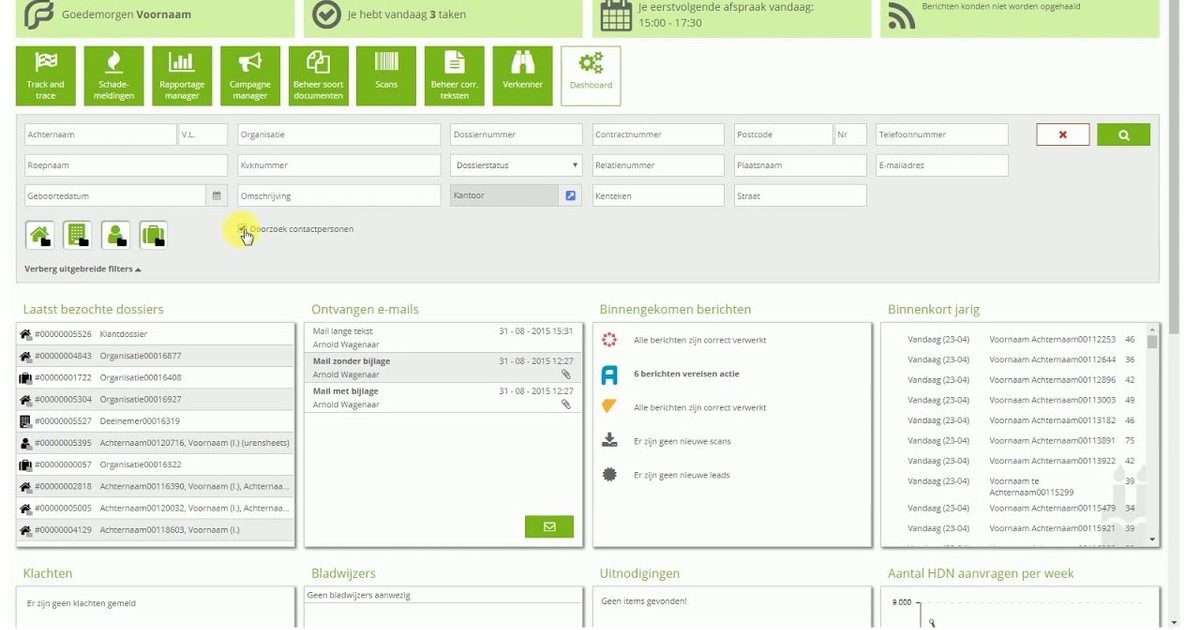 Goedemorgen Voornaam
Je hebt vandaag 3 taken
Je eerstvolgende afspraak vandaag:
15:00 - 17:30
Berichten konden niet worden opgehaald
Track and
trace
Schade-
meldingen
Rapportage
manager
Campagne
manager
Beheer soort
documenten
Scans
Beheer corr.
teksten
Verkenner
Dashboard
Achternaam
V.L.
Organisatie
Dossiernummer
Contractnummer
Postcode
Nr
Telefoonnummer
Roepnaam
Kvknummer
Dossierstatus
Relatienummer
Plaatsnaam
E-mailadres
Geboortedatum
Omschrijving
Kantoor
Kenteken
Straat
Doorzoek contactpersonen
Verberg uitgebreide filters
Laatst bezochte dossiers
#00000005526 Klantdossier
#00000004843 Organisatie00016877
#00000001722 Organisatie00016408
#00000005304 Organisatie00016927
#00000005527 Deelnemer00016319
#00000005395 Achternaam00120716, Voornaam (I.) (urensheets)
#00000000057 Organisatie00016322
#00000002818 Achternaam00116390, Voornaam (I.), Achterna...
#00000005005 Achternaam00120032, Voornaam (I.), Achterna...
#00000004129 Achternaam00118603, Voornaam (I.)
Ontvangen e-mails
Mail lange tekst 31 - 08 - 2015 15:31
Arnold Wagenaar
Mail zonder bijlage 31 - 08 - 2015 12:27
Arnold Wagenaar
Mail met bijlage 31 - 08 - 2015 12:27
Arnold Wagenaar
Binnengekomen berichten
Alle berichten zijn correct verwerkt
6 berichten vereisen actie
Alle berichten zijn correct verwerkt
Er zijn geen nieuwe scans
Er zijn geen nieuwe leads
Binnenkort jarig
Vandaag (23-04) Voornaam Achternaam00112253 46
Vandaag (23-04) Voornaam Achternaam00112644 36
Vandaag (23-04) Voornaam Achternaam00112896 42
Vandaag (23-04) Voornaam Achternaam00113003 49
Vandaag (23-04) Voornaam Achternaam00113182 46
Vandaag (23-04) Voornaam Achternaam00113891 75
Vandaag (23-04) Voornaam Achternaam00113922 42
Vandaag (23-04) Voornaam te 39
Achternaam00115299
Vandaag (23-04) Voornaam Achternaam00115479 34
Vandaag (23-04) Voornaam Achternaam00115921 39
Klachten
Er zijn geen klachten gemeld
Bladwijzers
Geen bladwijzers aanwezig
Uitnodigingen
Geen items gevonden!
Aantal HDN aanvragen per week
9.000